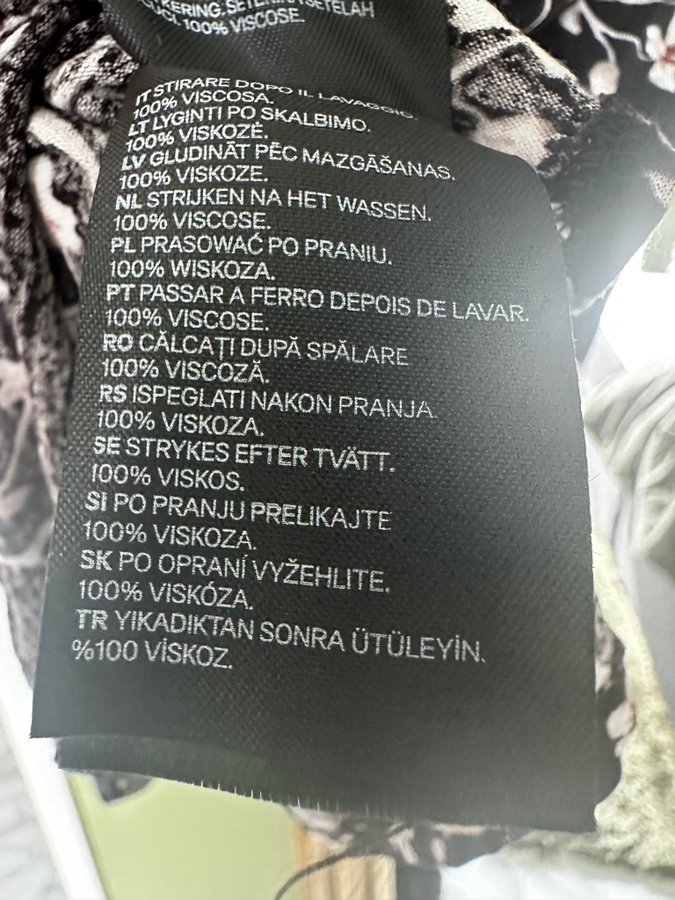 SETELAH
100% VISCOSE.
IT STIRARE DOPO IL LAVAGGIO.
100% VISCOSA.
LT LYGINTI PO SKALBIMO.
100% VISKOZĖ.
LV GLUDINĀT PĒC MAZGĀŠANAS.
100% VISKOZE.
NL STRIJKEN NA HET WASSEN.
100% VISCOSE.
PL PRASOWAĆ PO PRANIU.
100% WISKOZA.
PT PASSAR A FERRO DEPOIS DE LAVAR.
100% VISCOSE.
RO CĂLCAȚI DUPĂ SPĂLARE
100% VISCOZĂ.
RS ISPEGLATI NAKON PRANJA.
100% VISKOZA.
SE STRYKES EFTER TVÄTT.
100% VISKOS.
SI PO PRANJU PRELIKAJTE
100% VISKOZA.
SK PO OPRANÍ VYŽEHLITE.
100% VISKÓZA.
TR YIKADIKTAN SONRA ÜTÜLEYİN.
%100 VİSKOZ.